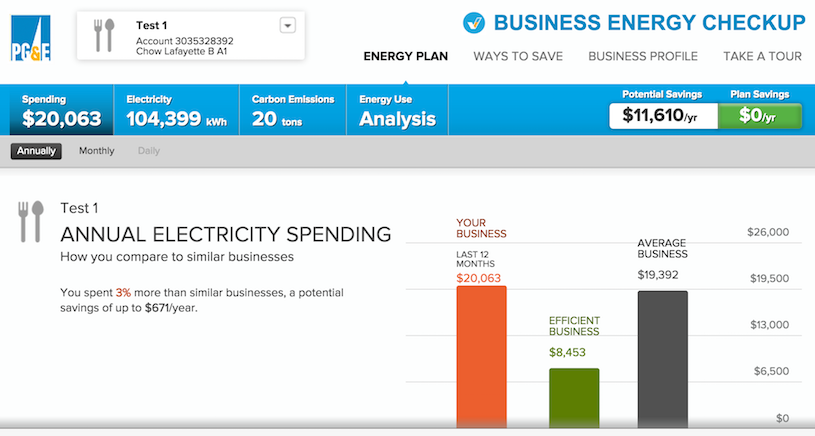 PG&E
Test 1
Account 3035328392
Chow Lafayette B A1
BUSINESS ENERGY CHECKUP
ENERGY PLAN WAYS TO SAVE BUSINESS PROFILE TAKE A TOUR
Spending
$20,063
Electricity
104,399 kWh
Carbon Emissions
20 tons
Energy Use
Analysis
Potential Savings
$11,610/yr
Plan Savings
$0/yr
Annually Monthly Daily
Test 1
ANNUAL ELECTRICITY SPENDING
How you compare to similar businesses
You spent 3% more than similar businesses, a potential
savings of up to $671/year.
YOUR
BUSINESS
LAST 12
MONTHS
$20,063
EFFICIENT
BUSINESS
$8,453
AVERAGE
BUSINESS
$19,392
$26,000
$19,500
$13,000
$6,500
$0